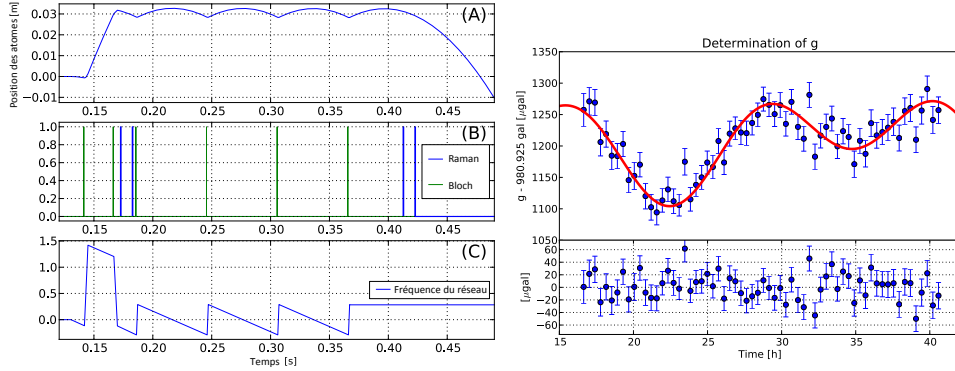 Position des atomes [m]
0.03
0.02
0.01
0.00
−0.01
(A)
0.15 0.20 0.25 0.30 0.35 0.40 0.45
1.0
0.8
0.6
0.4
0.2
0.0
(B)
Raman
Bloch
0.15 0.20 0.25 0.30 0.35 0.40 0.45
1.5
1.0
0.5
0.0
(C)
Fréquence du réseau
0.15 0.20 0.25 0.30 0.35 0.40 0.45
Temps [s]
Determination of g
g - 980.925 gal [μgal]
1350
1300
1250
1200
1150
1100
1050
[μgal]
60
40
20
0
−20
−40
−60
15 20 25 30 35 40
Time [h]